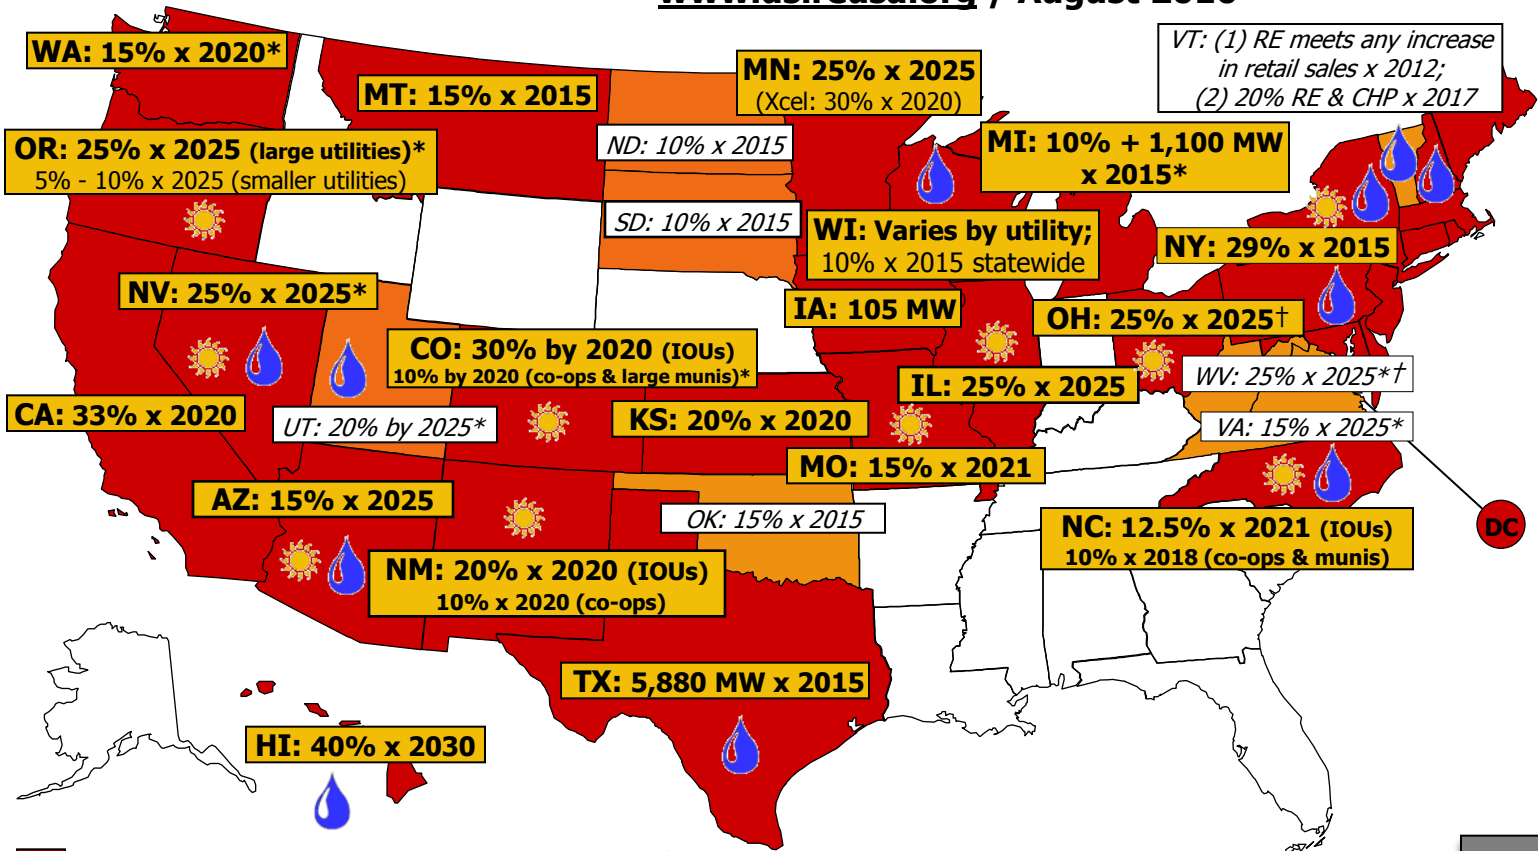 www.dsireusa.org / August 2010
WA: 15% x 2020*
MT: 15% x 2015
MN: 25% x 2025
(Xcel: 30% x 2020)
VT: (1) RE meets any increase
in retail sales x 2012;
(2) 20% RE & CHP x 2017
OR: 25% x 2025 (large utilities)*
5% - 10% x 2025 (smaller utilities)
ND: 10% x 2015
MI: 10% + 1,100 MW
x 2015*
SD: 10% x 2015
WI: Varies by utility;
10% x 2015 statewide
NY: 29% x 2015
NV: 25% x 2025*
IA: 105 MW
OH: 25% x 2025†
CO: 30% by 2020 (IOUs)
10% by 2020 (co-ops & large munis)*
WV: 25% x 2025*†
IL: 25% x 2025
CA: 33% x 2020
UT: 20% by 2025*
KS: 20% x 2020
VA: 15% x 2025*
MO: 15% x 2021
AZ: 15% x 2025
OK: 15% x 2015
NC: 12.5% x 2021 (IOUs)
10% x 2018 (co-ops & munis)
DC
NM: 20% x 2020 (IOUs)
10% x 2020 (co-ops)
TX: 5,880 MW x 2015
HI: 40% x 2030